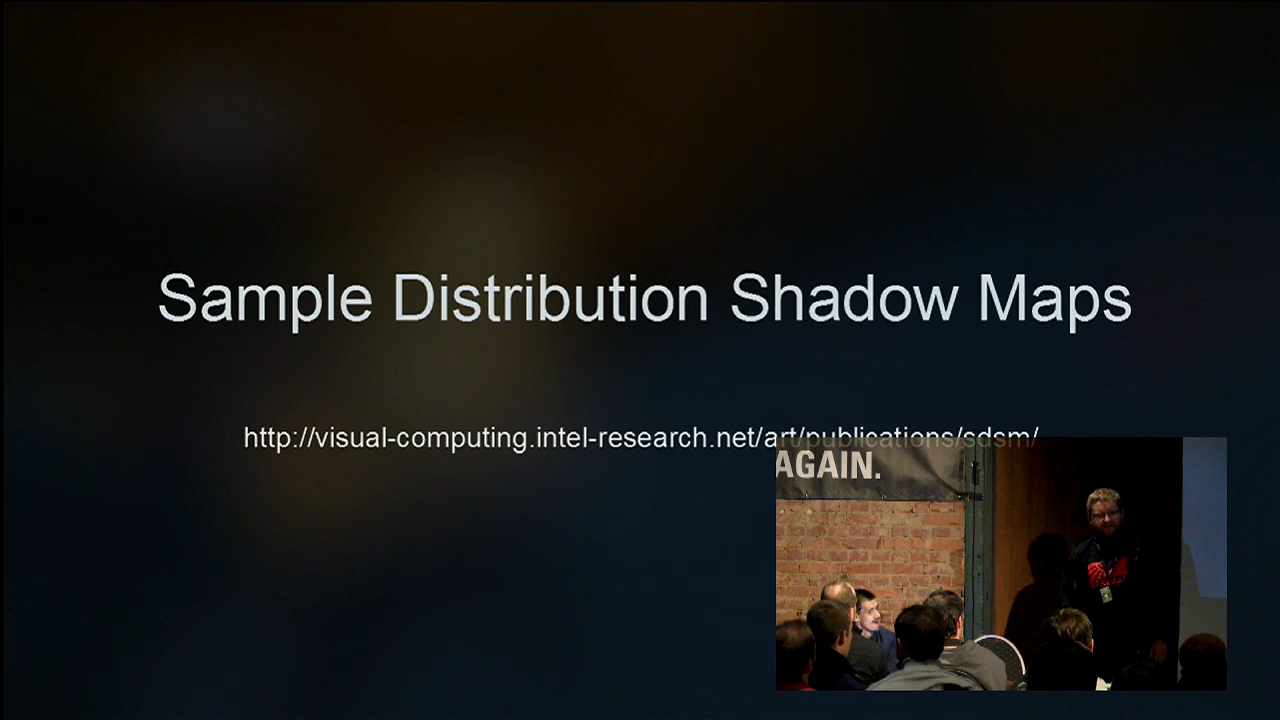 Sample Distribution Shadow Maps
http://visual-computing.intel-research.net/art/publications/sdsm/
AGAIN.